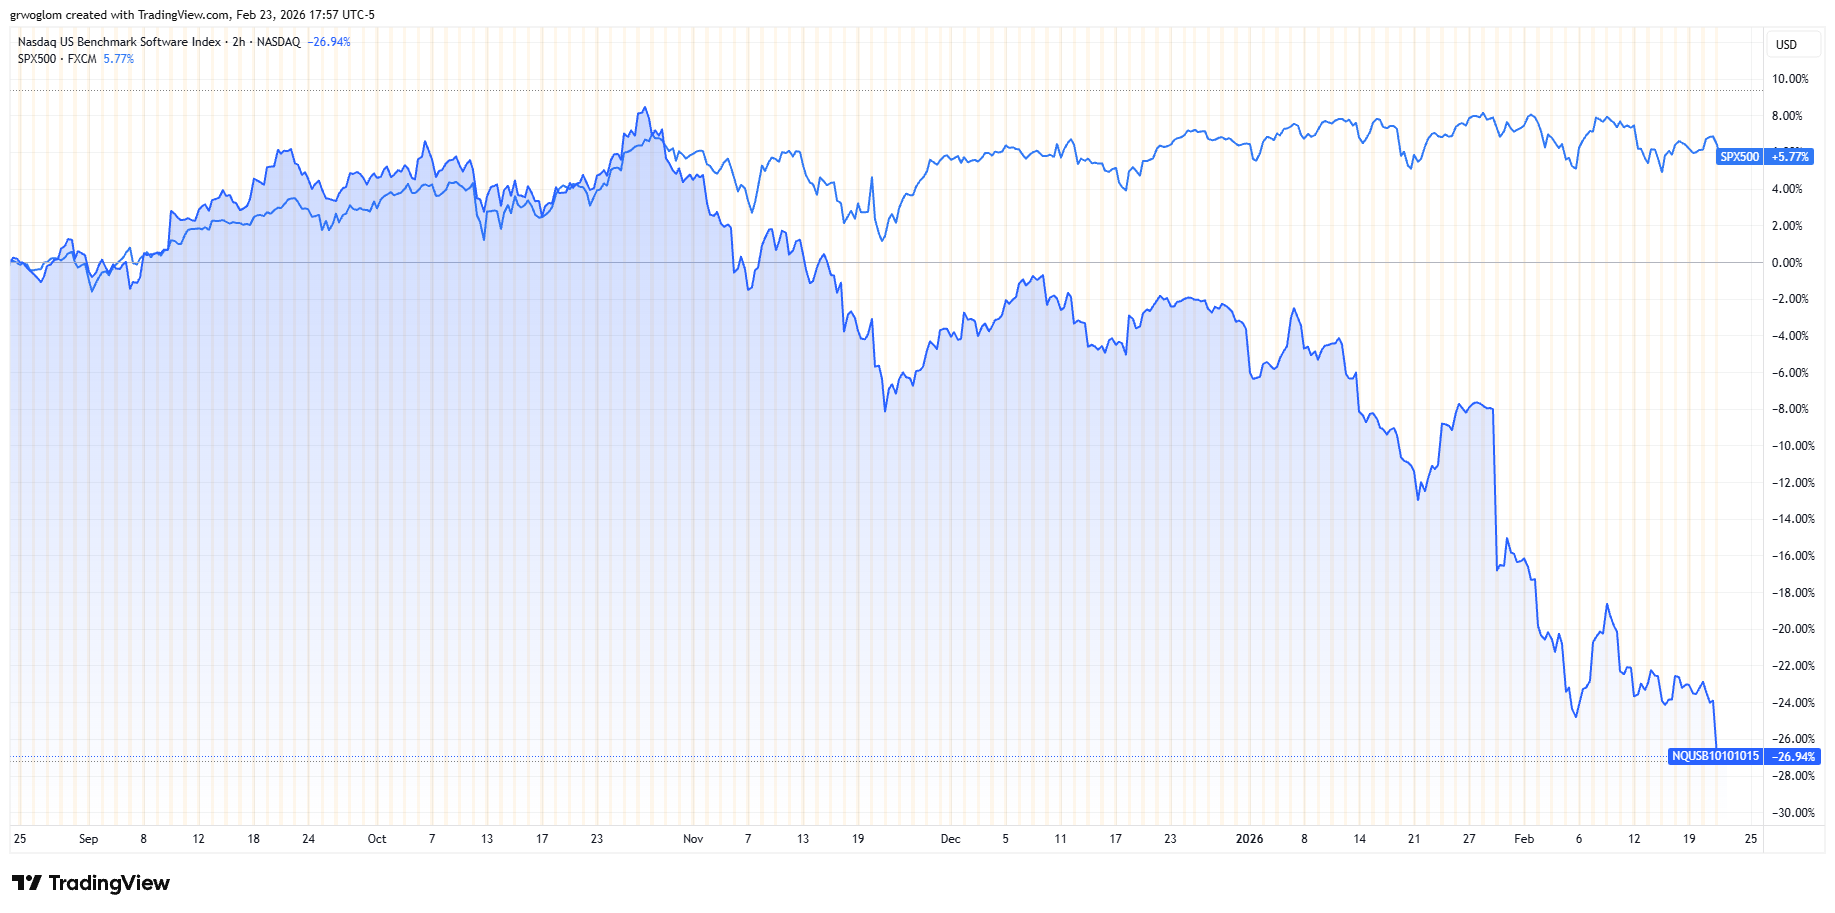 grwoglom created with TradingView.com, Feb 23, 2026 17:57 UTC-5
Nasdaq US Benchmark Software Index · 2h · NASDAQ −26.94%
SPX500 · FXCM 5.77%
USD
10.00%
8.00%
SPX500 +5.77%
4.00%
2.00%
0.00%
−2.00%
−4.00%
−6.00%
−8.00%
−10.00%
−12.00%
−14.00%
−16.00%
−18.00%
−20.00%
−22.00%
−24.00%
−26.00%
NQUSB10101015 −26.94%
−28.00%
−30.00%
25 Sep 8 12 18 24 Oct 7 13 17 23 Nov 7 13 19 Dec 5 11 17 23 2026 8 14 21 27 Feb 6 12 19 25
TradingView